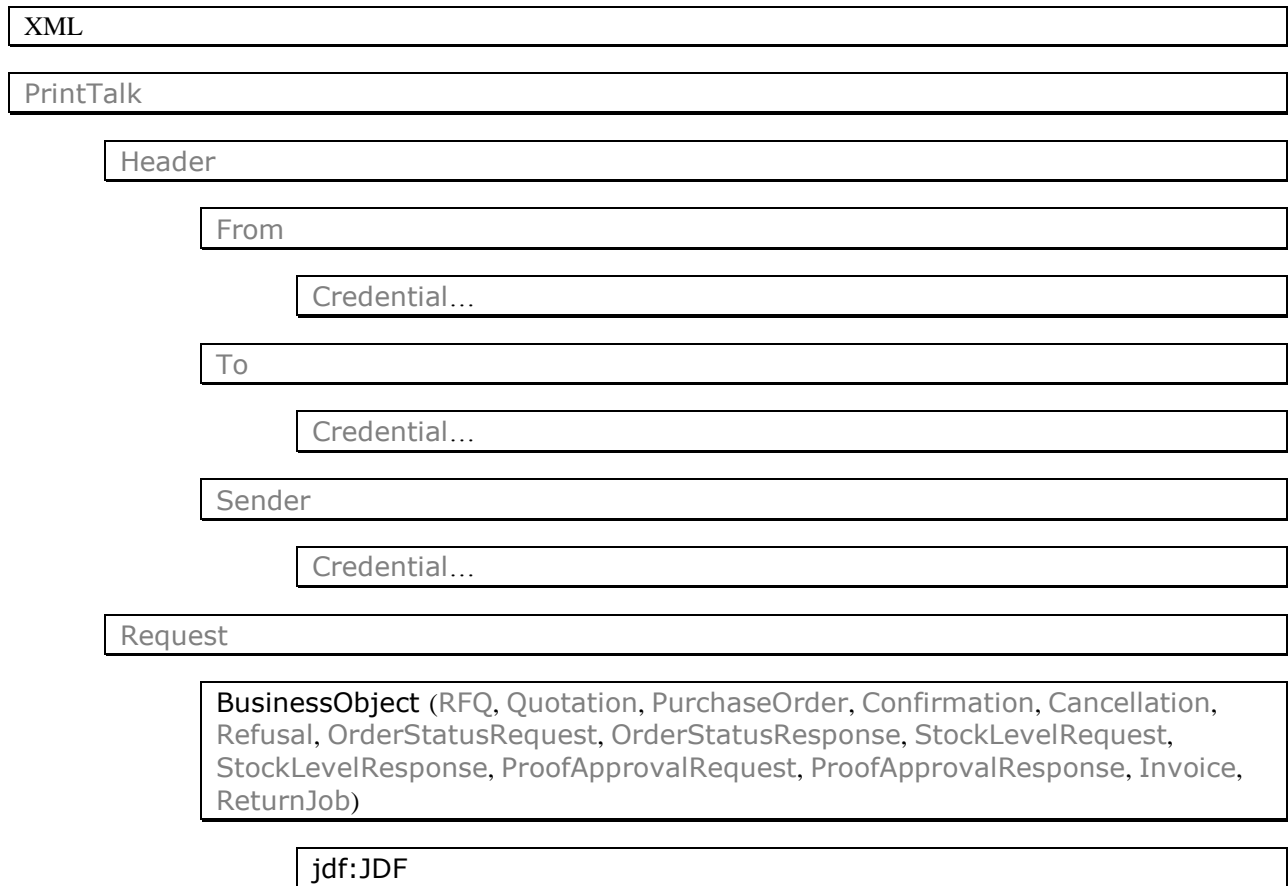 XML
PrintTalk
Header
From
Credential...
To
Credential...
Sender
Credential...
Request
BusinessObject (RFQ, Quotation, PurchaseOrder, Confirmation, Cancellation,
Refusal, OrderStatusRequest, OrderStatusResponse, StockLevelRequest,
StockLevelResponse, ProofApprovalRequest, ProofApprovalResponse, Invoice,
ReturnJob)
jdf:JDF